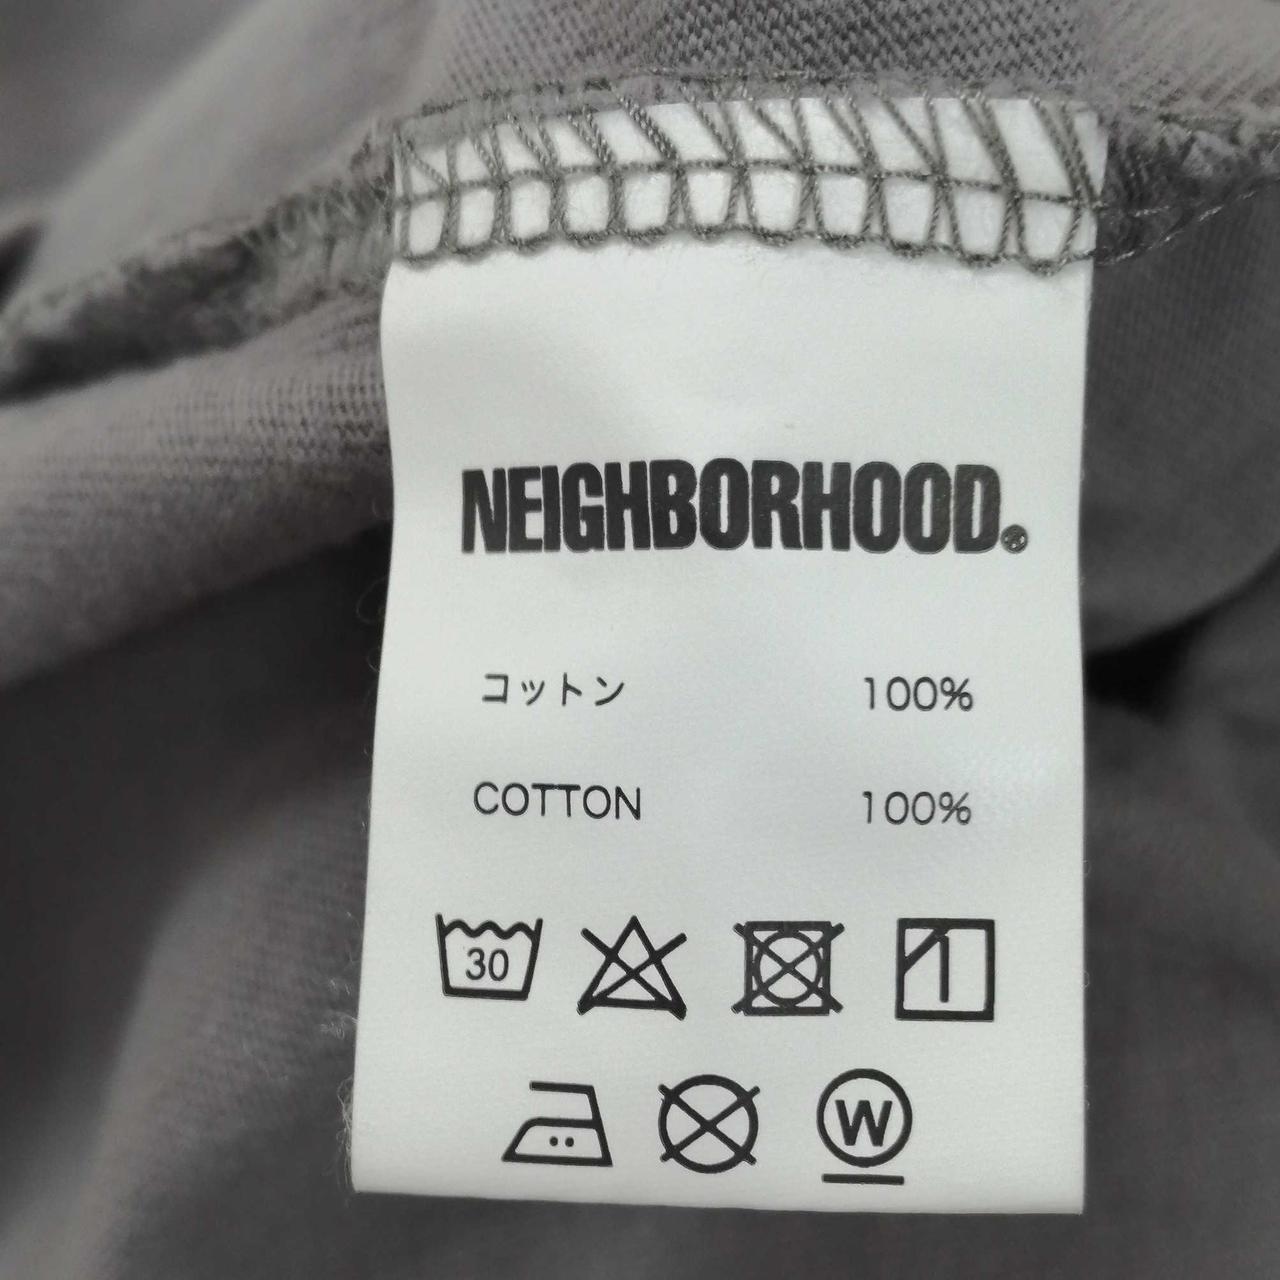 NEIGHBORHOOD®
コットン 100%
COTTON 100%
30
W